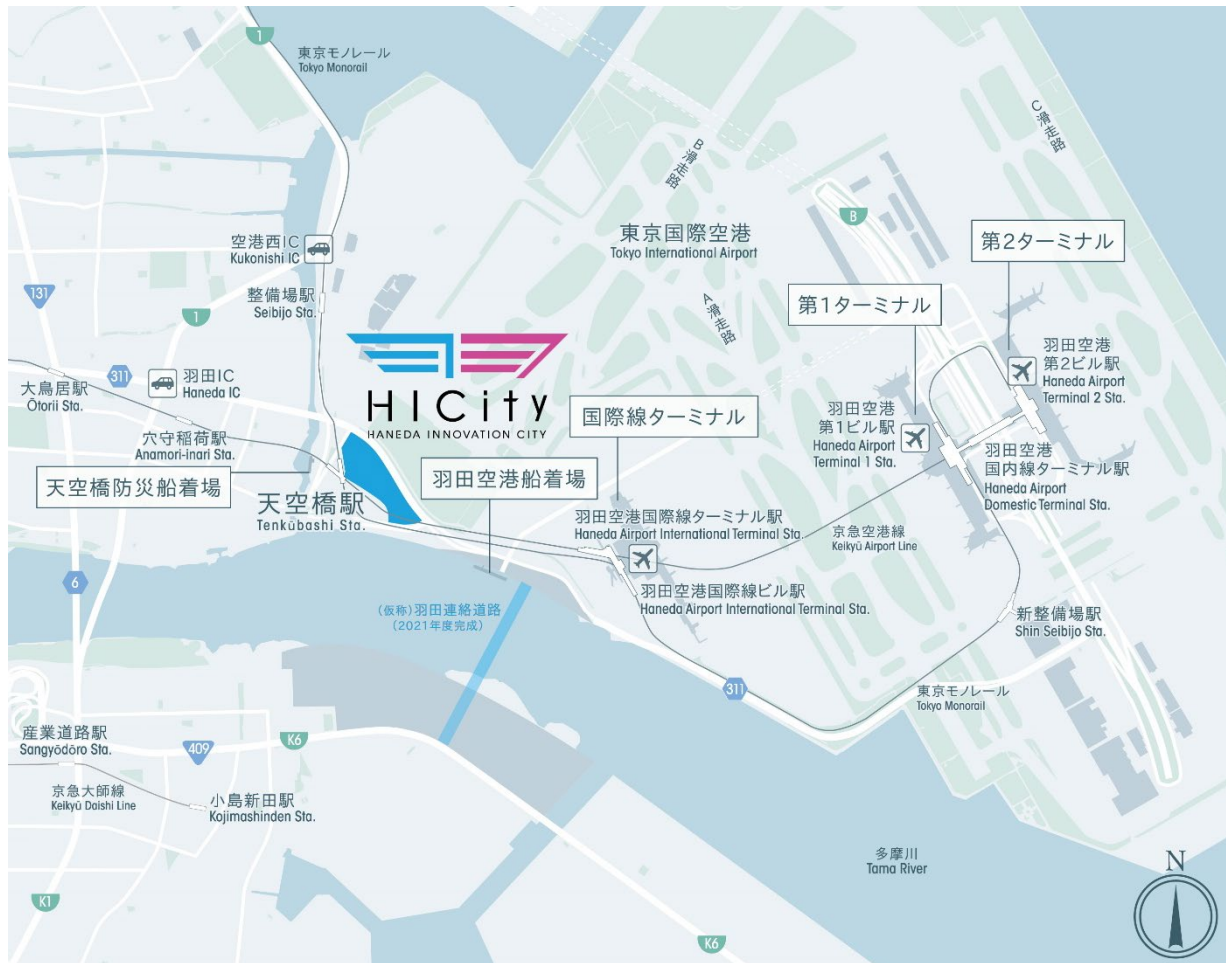 1
東京モノレール
Tokyo Monorail
C滑走路
B滑走路
B
東京国際空港
Tokyo International Airport
第2ターミナル
空港西IC
Kukonishi IC
131
整備場駅
Seibijo Sta.
A滑走路
第1ターミナル
1
羽田空港
第2ビル駅
Haneda Airport
Terminal 2 Sta.
大鳥居駅
Ōtorii Sta.
311
羽田IC
Haneda IC
HICity
HANEDA INNOVATION CITY
国際線ターミナル
羽田空港
第1ビル駅
Haneda Airport
Terminal 1 Sta.
穴守稲荷駅
Anamori-inari Sta.
羽田空港
国内線ターミナル駅
Haneda Airport
Domestic Terminal Sta.
天空橋防災船着場
羽田空港船着場
天空橋駅
Tenkūbashi Sta.
羽田空港国際線ターミナル駅
Haneda Airport International Terminal Sta.
京急空港線
Keikyū Airport Line
6
(仮称)羽田連絡道路
(2021年度完成)
羽田空港国際線ビル駅
Haneda Airport International Terminal Sta.
新整備場駅
Shin Seibijo Sta.
311
東京モノレール
Tokyo Monorail
産業道路駅
Sangyōdōro Sta.
409
K6
京急大師線
Keikyū Daishi Line
小島新田駅
Kojimashinden Sta.
多摩川
Tama River
N
K1
K6